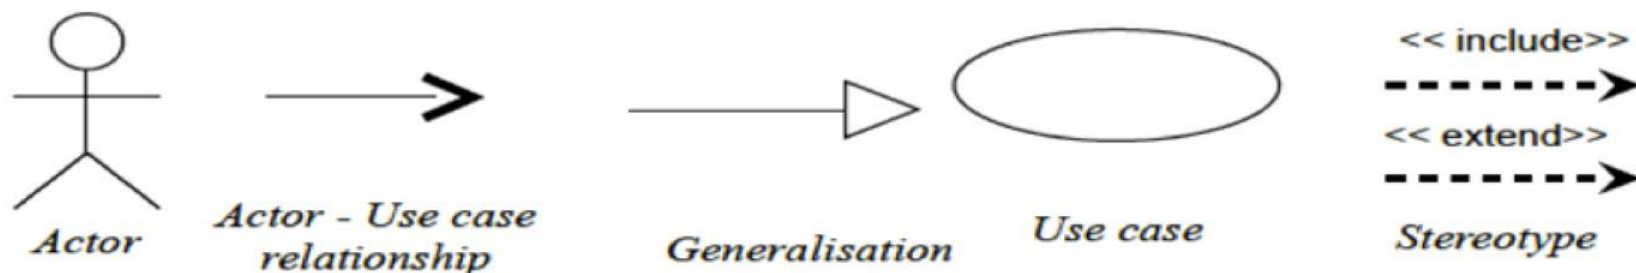 << include>>
<< extend>>
Actor
Actor - Use case
relationship
Generalisation
Use case
Stereotype